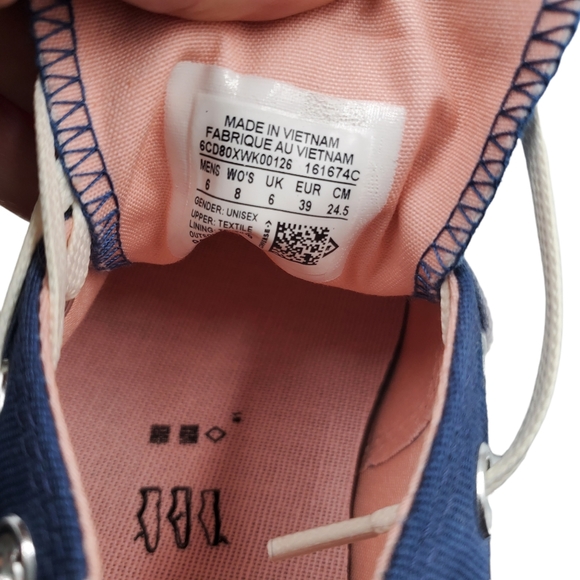 MADE IN VIETNAM
FABRIQUE AU VIETNAM
6CD80XWK00126 161674C
MENS WO'S UK EUR CM
6 8 6 39 24.5
GENDER: UNISEX
UPPER: TEXTILE
LINING: